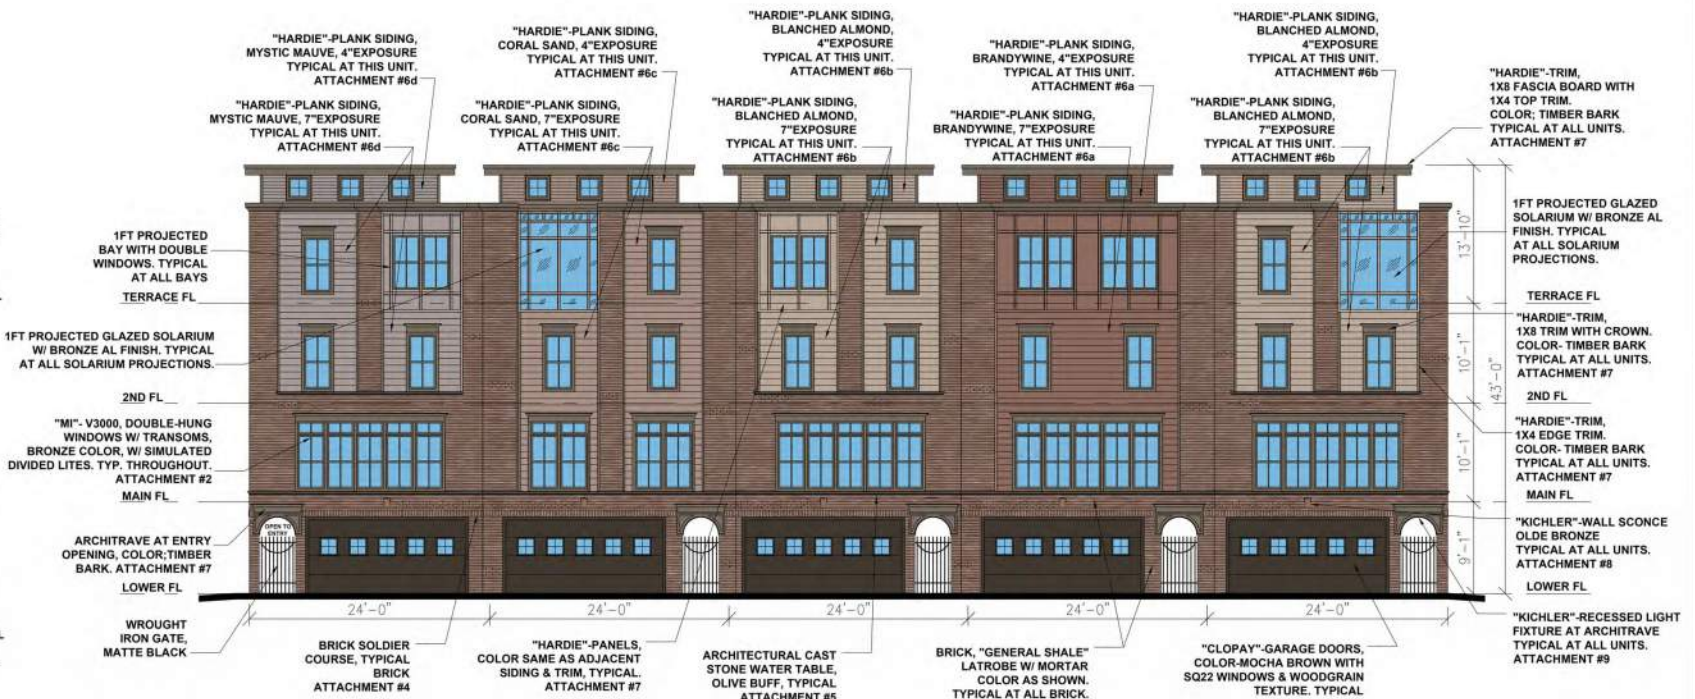 "HARDIE"-PLANK SIDING,
MYSTIC MAUVE, 4"EXPOSURE
TYPICAL AT THIS UNIT.
ATTACHMENT #6d
"HARDIE"-PLANK SIDING,
CORAL SAND, 4"EXPOSURE
TYPICAL AT THIS UNIT.
ATTACHMENT #6c
"HARDIE"-PLANK SIDING,
BLANCHED ALMOND,
4"EXPOSURE
TYPICAL AT THIS UNIT.
ATTACHMENT #6b
"HARDIE"-PLANK SIDING,
BRANDYWINE, 4"EXPOSURE
TYPICAL AT THIS UNIT.
ATTACHMENT #6a
"HARDIE"-PLANK SIDING,
BLANCHED ALMOND,
4"EXPOSURE
TYPICAL AT THIS UNIT.
ATTACHMENT #6b
"HARDIE"-TRIM,
1X8 FASCIA BOARD WITH
1X4 TOP TRIM.
COLOR; TIMBER BARK
TYPICAL AT ALL UNITS.
ATTACHMENT #7
"HARDIE"-PLANK SIDING,
MYSTIC MAUVE, 7"EXPOSURE
TYPICAL AT THIS UNIT.
ATTACHMENT #6d
"HARDIE"-PLANK SIDING,
CORAL SAND, 7"EXPOSURE
TYPICAL AT THIS UNIT.
ATTACHMENT #6c
"HARDIE"-PLANK SIDING,
BLANCHED ALMOND,
7"EXPOSURE
TYPICAL AT THIS UNIT.
ATTACHMENT #6b
"HARDIE"-PLANK SIDING,
BRANDYWINE, 7"EXPOSURE
TYPICAL AT THIS UNIT.
ATTACHMENT #6a
"HARDIE"-PLANK SIDING,
BLANCHED ALMOND,
7"EXPOSURE
TYPICAL AT THIS UNIT.
ATTACHMENT #6b
1FT PROJECTED
BAY WITH DOUBLE
WINDOWS. TYPICAL
AT ALL BAYS
TERRACE FL
1FT PROJECTED GLAZED SOLARIUM
W/ BRONZE AL FINISH. TYPICAL
AT ALL SOLARIUM PROJECTIONS.
2ND FL
"MI"- V3000, DOUBLE-HUNG
WINDOWS W/ TRANSOMS,
BRONZE COLOR, W/ SIMULATED
DIVIDED LITES. TYP. THROUGHOUT.
ATTACHMENT #2
MAIN FL
ARCHITRAVE AT ENTRY
OPENING, COLOR;TIMBER
BARK. ATTACHMENT #7
LOWER FL
OPEN TO
ENTRY
13'-10"
10'-1"
10'-1"
9'-1"
43'-0"
1FT PROJECTED GLAZED
SOLARIUM W/ BRONZE AL
FINISH. TYPICAL
AT ALL SOLARIUM
PROJECTIONS.
TERRACE FL
"HARDIE"-TRIM,
1X8 TRIM WITH CROWN.
COLOR- TIMBER BARK
TYPICAL AT ALL UNITS.
ATTACHMENT #7
2ND FL
"HARDIE"-TRIM,
1X4 EDGE TRIM.
COLOR- TIMBER BARK
TYPICAL AT ALL UNITS.
ATTACHMENT #7
MAIN FL
"KICHLER"-WALL SCONCE
OLDE BRONZE
TYPICAL AT ALL UNITS.
ATTACHMENT #8
LOWER FL
24'-0" 24'-0" 24'-0" 24'-0" 24'-0"
WROUGHT
IRON GATE,
MATTE BLACK
BRICK SOLDIER
COURSE, TYPICAL
BRICK
ATTACHMENT #4
"HARDIE"-PANELS,
COLOR SAME AS ADJACENT
SIDING & TRIM, TYPICAL.
ATTACHMENT #7
ARCHITECTURAL CAST
STONE WATER TABLE,
OLIVE BUFF, TYPICAL
ATTACHMENT #5
BRICK, "GENERAL SHALE"
LATROBE W/ MORTAR
COLOR AS SHOWN.
TYPICAL AT ALL BRICK.
"CLOPAY"-GARAGE DOORS,
COLOR-MOCHA BROWN WITH
SQ22 WINDOWS & WOODGRAIN
TEXTURE. TYPICAL
"KICHLER"-RECESSED LIGHT
FIXTURE AT ARCHITRAVE
TYPICAL AT ALL UNITS.
ATTACHMENT #9